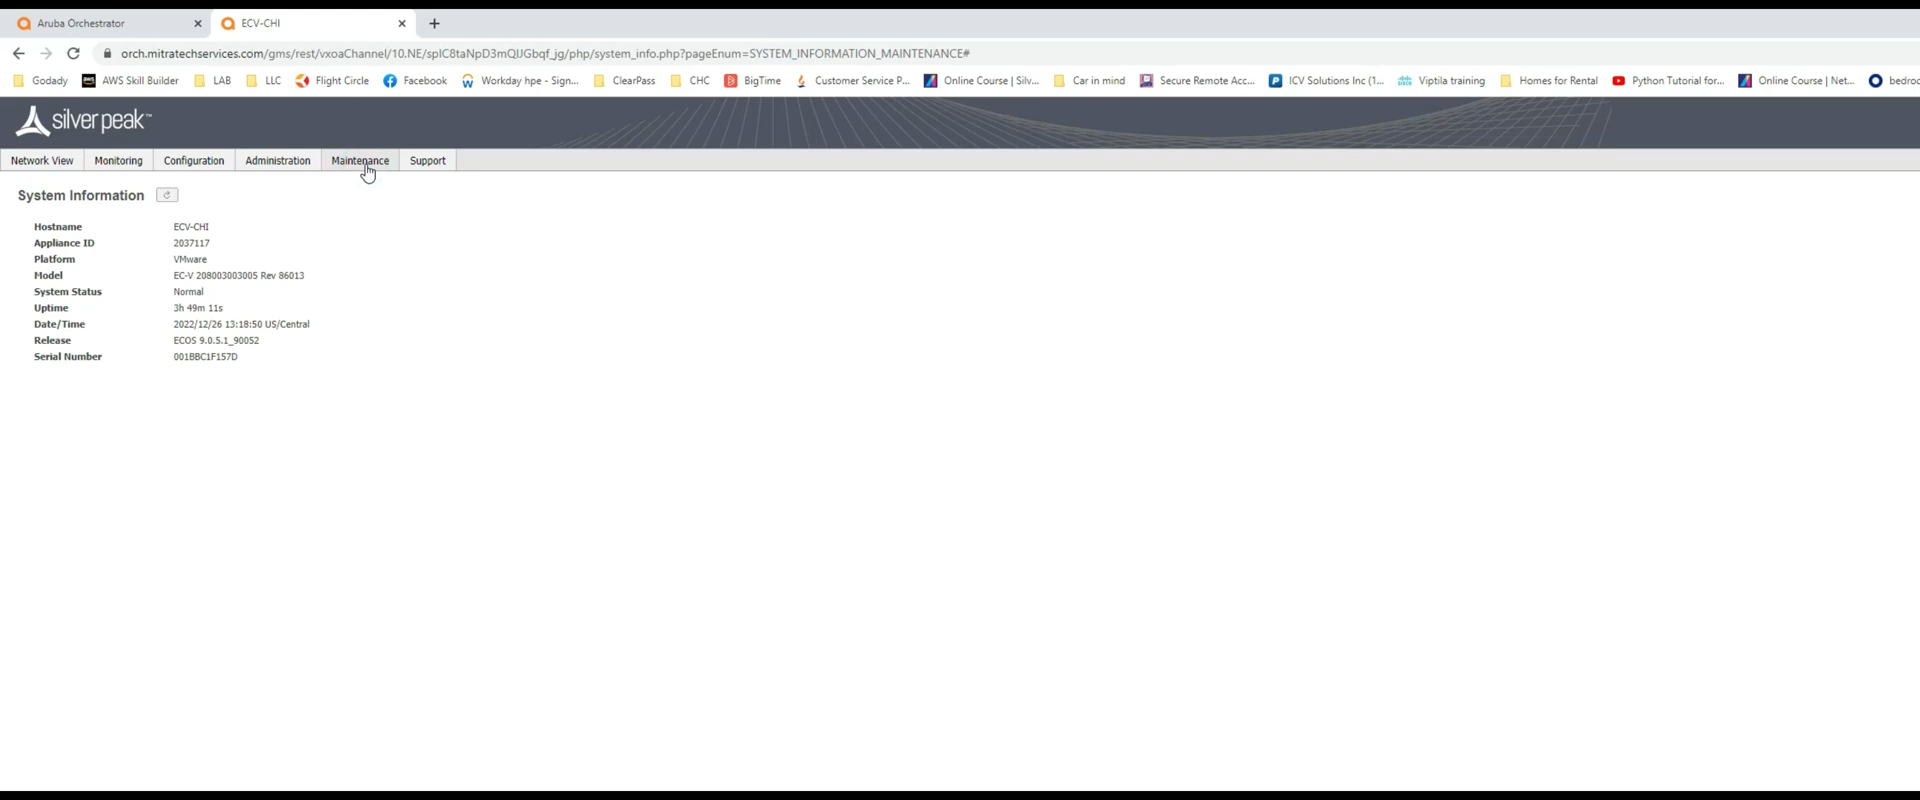 Aruba Orchestrator
ECV-CHI
orch.mitratechservices.com/gms/rest/vxoaChannel/10.NE/spIC8taNpD3mQIJGbqf_jg/php/system_info.php?pageEnum=SYSTEM_INFORMATION_MAINTENANCE#
Godady AWS Skill Builder LAB LLC Flight Circle Facebook Workday hpe - Sign... ClearPass CHC BigTime Customer Service P... Online Course | Silv... Car in mind Secure Remote Acc... ICV Solutions Inc (1... Viptila training Homes for Rental Python Tutorial for... Online Course | Net... bedroo
silver peak™
Network View Monitoring Configuration Administration Maintenance Support
System Information
Hostname ECV-CHI
Appliance ID 2037117
Platform VMware
Model EC-V 208003003005 Rev 86013
System Status Normal
Uptime 3h 49m 11s
Date/Time 2022/12/26 13:18:50 US/Central
Release ECOS 9.0.5.1_90052
Serial Number 001BBC1F157D